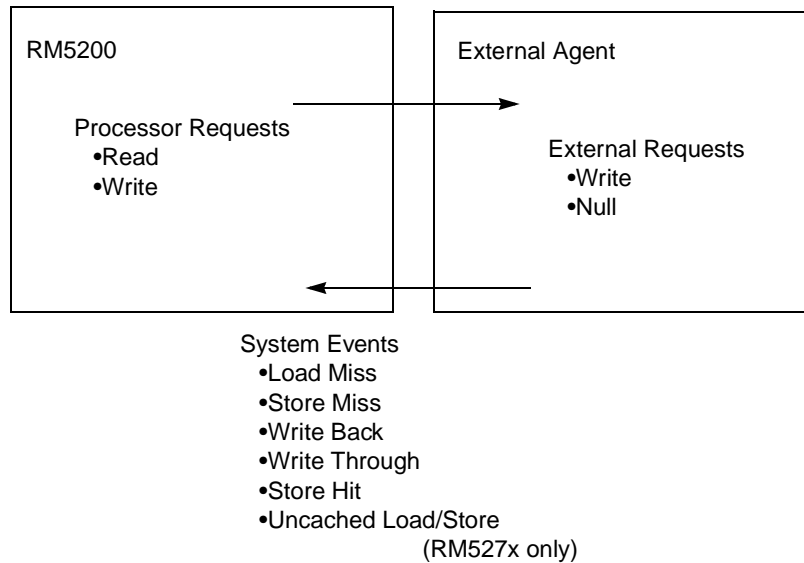 RM5200
Processor Requests
•Read
•Write
External Agent
External Requests
•Write
•Null
System Events
•Load Miss
•Store Miss
•Write Back
•Write Through
•Store Hit
•Uncached Load/Store
(RM527x only)